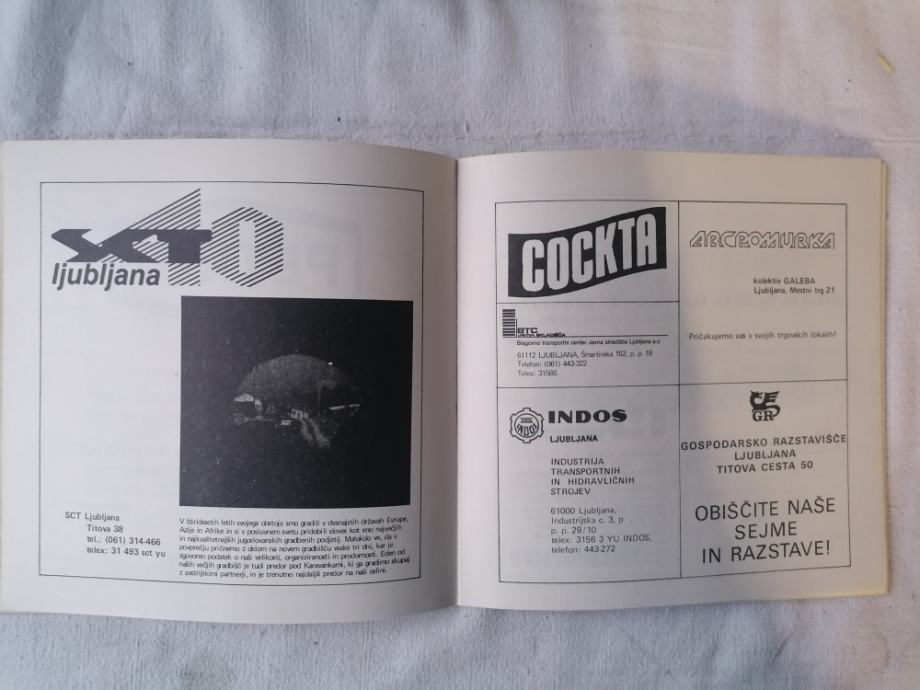 SCT 40
ljubljana
SCT Ljubljana
Titova 38
tel.: (061) 314-466
telex: 31 493 sct yu
V štiridesetih letih svojega obstoja smo gradili v dvanajstih državah Evrope,
Azije in Afrike in si v poslovnem svetu pridobili sloves kot eno največjih
in najkvalitetnejših jugoslovanskih gradbenih podjetij. Malokdo ve, da v
povprečju pričnemo z delom na novem gradbišču vsake tri dni, kar je
zgovoren podatek o naši velikosti, organiziranosti in prodornosti. Eden od
naših večjih gradbišč je tudi predor pod Karavankami, ki ga gradimo skupaj
z avstrijskimi partnerji, in je trenutno najdaljši predor na naši celini.
COCKTA
BTC
JAVNA SKLADIŠČA
Blagovno transportni center Javna skladišča Ljubljana p.o
61112 LJUBLJANA, Šmartinska 152, p. p. 18
Telefon: (061) 443-322
Telex: 31586
AGROMURKA
kolektiv GALEBA
Ljubljana, Mestni trg 21
Pričakujemo vas v svojih trgovskih lokalih!
INDOS
INDOS
LJUBLJANA
INDUSTRIJA
TRANSPORTNIH
IN HIDRAVLIČNIH
STROJEV
61000 Ljubljana,
Industrijska c. 3, p
p. p. 29/10
telex: 3156 3 YU INDOS,
telefon: 443-272
GR
GOSPODARSKO RAZSTAVIŠČE
LJUBLJANA
TITOVA CESTA 50
OBIŠČITE NAŠE
SEJME
IN RAZSTAVE!